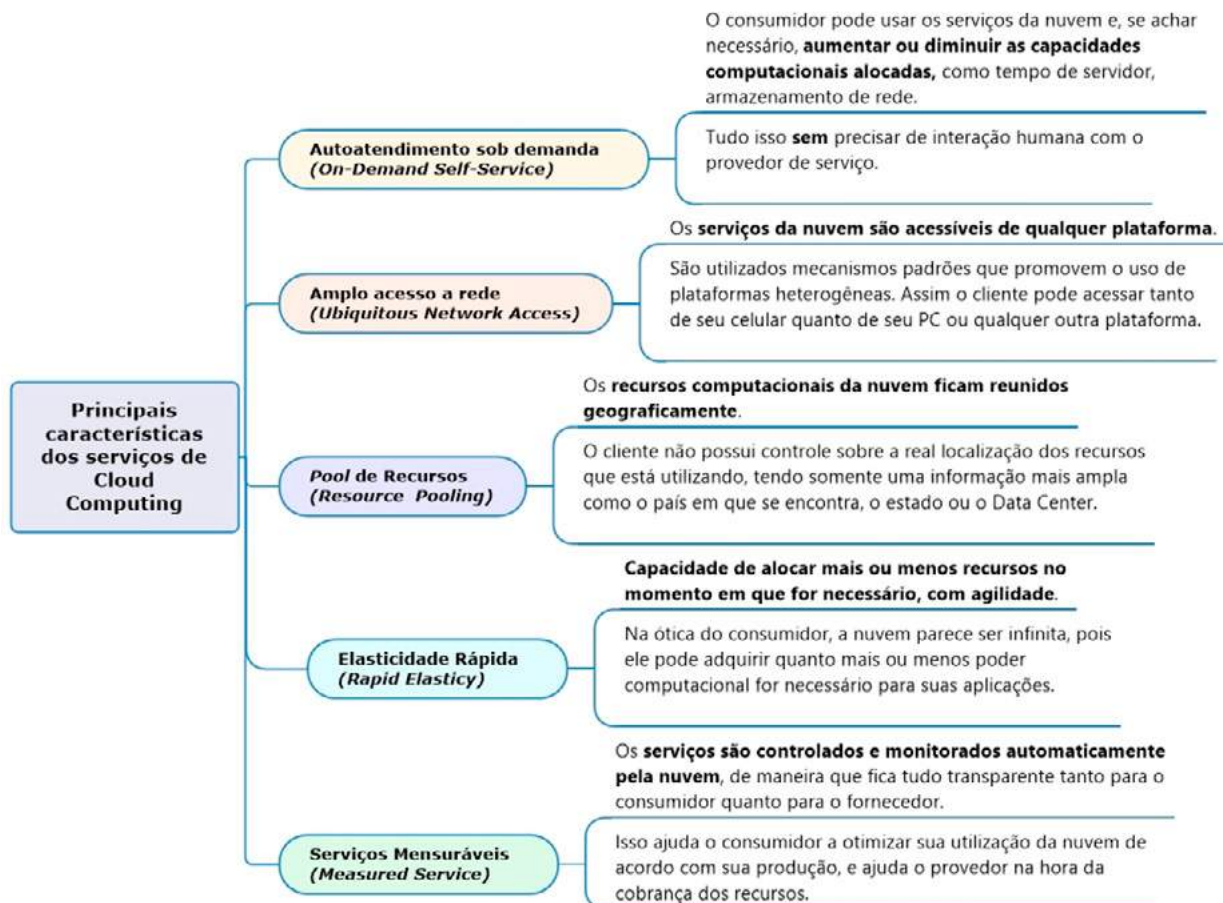 Principais
características
dos serviços de
Cloud
Computing
Autoatendimento sob demanda
(On-Demand Self-Service)
O consumidor pode usar os serviços da nuvem e, se achar
necessário, aumentar ou diminuir as capacidades
computacionais alocadas, como tempo de servidor,
armazenamento de rede.
Tudo isso sem precisar de interação humana com o
provedor de serviço.
Amplo acesso a rede
(Ubiquitous Network Access)
Os serviços da nuvem são acessíveis de qualquer plataforma.
São utilizados mecanismos padrões que promovem o uso de
plataformas heterogêneas. Assim o cliente pode acessar tanto
de seu celular quanto de seu PC ou qualquer outra plataforma.
Pool de Recursos
(Resource Pooling)
Os recursos computacionais da nuvem ficam reunidos
geograficamente.
O cliente não possui controle sobre a real localização dos recursos
que está utilizando, tendo somente uma informação mais ampla
como o país em que se encontra, o estado ou o Data Center.
Elasticidade Rápida
(Rapid Elasticy)
Capacidade de alocar mais ou menos recursos no
momento em que for necessário, com agilidade.
Na ótica do consumidor, a nuvem parece ser infinita, pois
ele pode adquirir quanto mais ou menos poder
computacional for necessário para suas aplicações.
Serviços Mensuráveis
(Measured Service)
Os serviços são controlados e monitorados automaticamente
pela nuvem, de maneira que fica tudo transparente tanto para o
consumidor quanto para o fornecedor.
Isso ajuda o consumidor a otimizar sua utilização da nuvem de
acordo com sua produção, e ajuda o provedor na hora da
cobrança dos recursos.